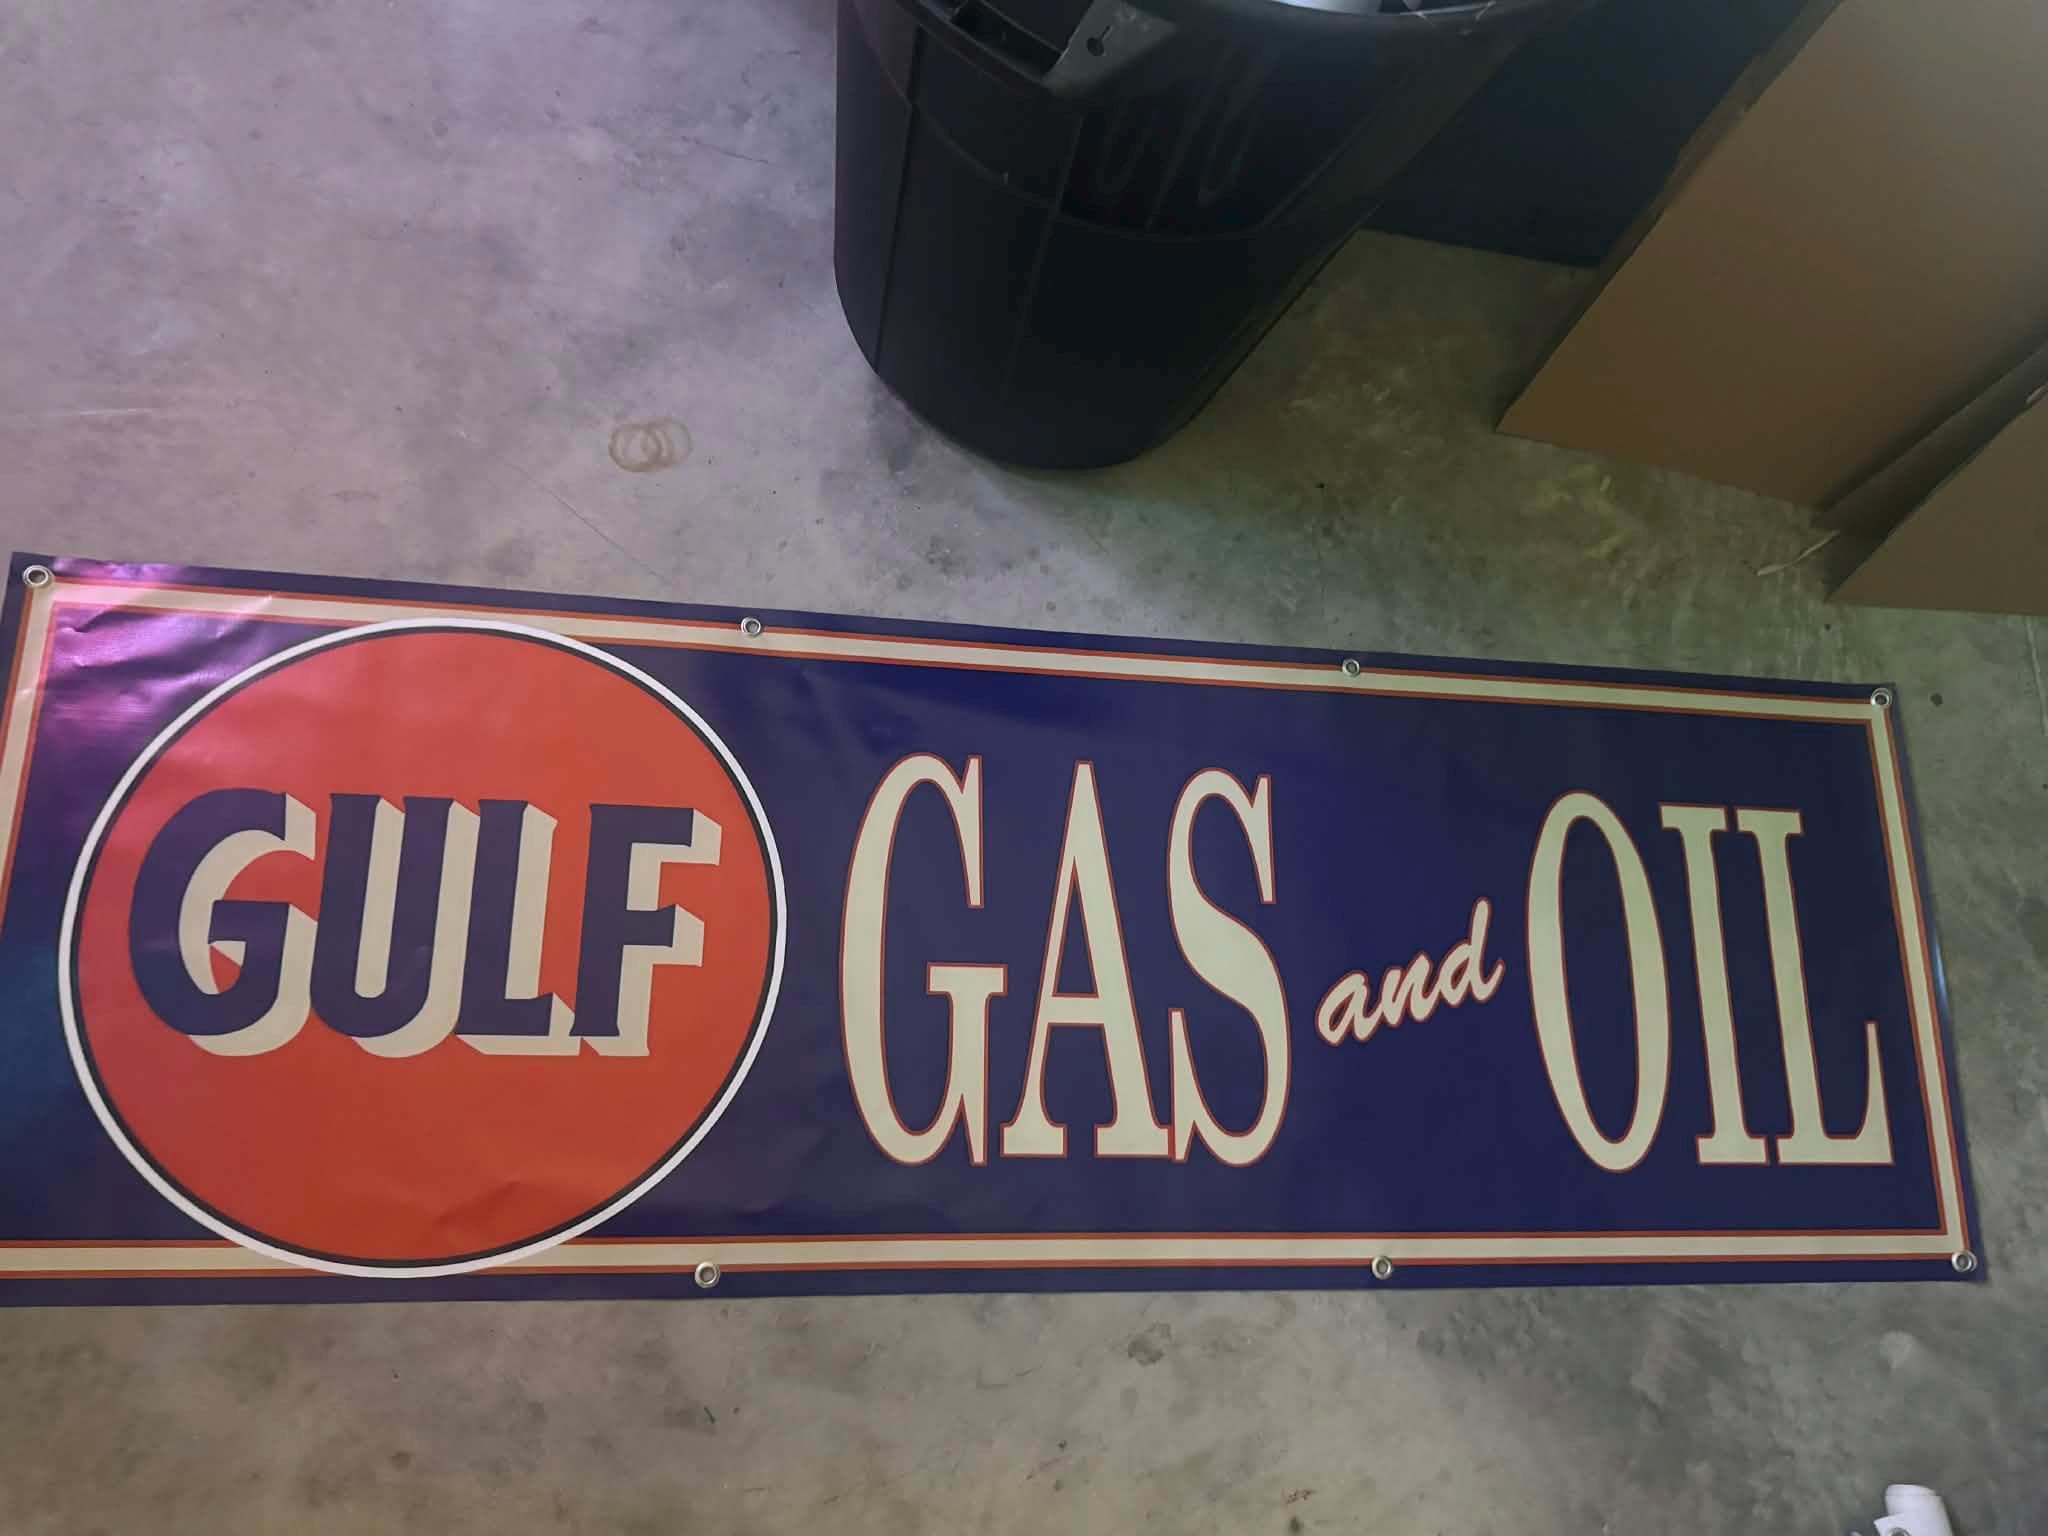 GULF GAS and OIL